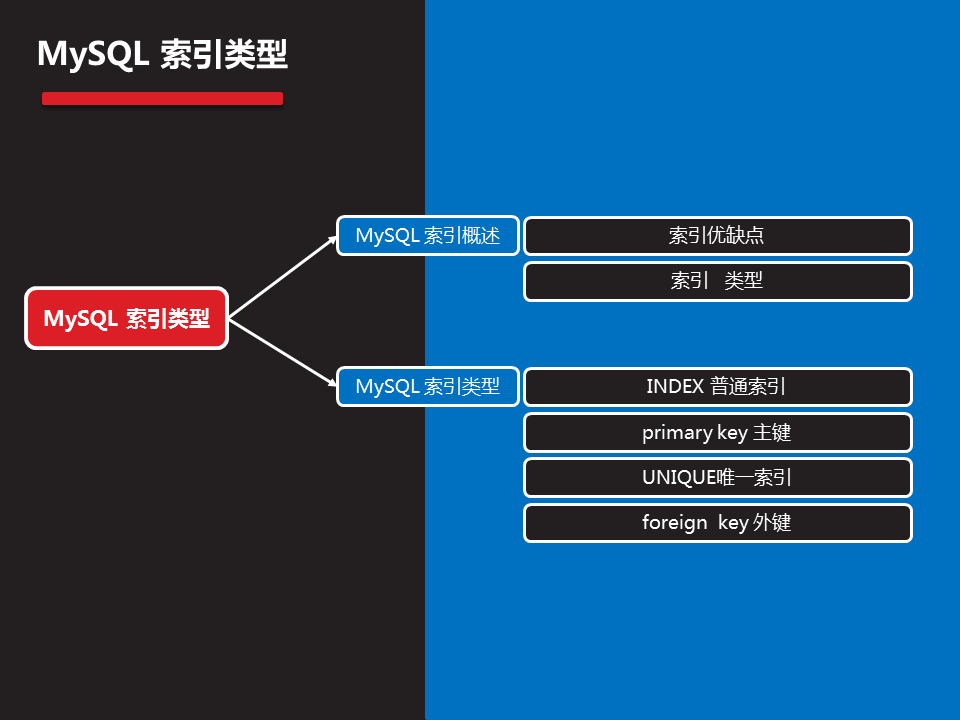 MySQL 索引类型
MySQL 索引类型
MySQL 索引概述
索引优缺点
索引 类型
MySQL 索引类型
INDEX 普通索引
primary key 主键
UNIQUE唯一索引
foreign key 外键